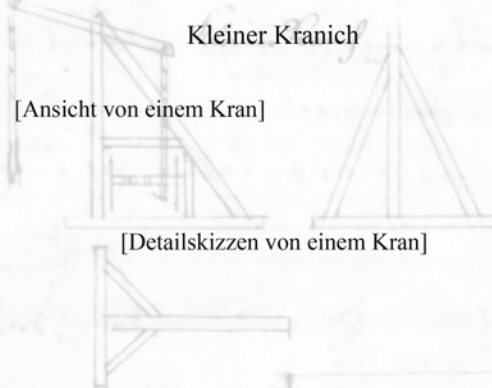 Kleiner Kranich
[Ansicht von einem Kran]
[Detailskizzen von einem Kran]